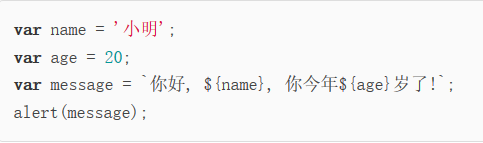 var name = '小明';
var age = 20;
var message = `你好, ${name}, 你今年${age}岁了!`;
alert(message);